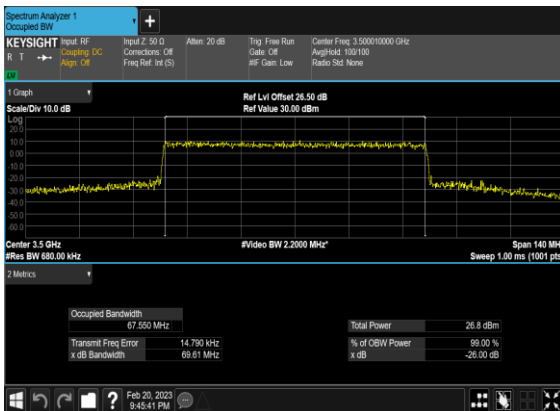 Spectrum Analyzer 1
Occupied BW
KEYSIGHT Input: RF Input Z: 50 Ω Atten: 20 dB Trig: Free Run Center Freq: 3.500010000 GHz
R T Coupling: DC Corrections: Off Gate: Off Avg|Hold: 100/100
Align: Off Freq Ref: Int (S) #IF Gain: Low Radio Std: None
LV
1 Graph
Ref Lvl Offset 26.50 dB
Scale/Div 10.0 dB Ref Value 30.00 dBm
Log
20.0
10.0
0.00
-10.0
-20.0
-30.0
-40.0
-50.0
-60.0
Center 3.5 GHz #Video BW 2.2000 MHz* Span 140 MH
#Res BW 680.00 kHz Sweep 1.00 ms (1001 pts
2 Metrics
Occupied Bandwidth
67.550 MHz Total Power 26.8 dBm
Transmit Freq Error 14.790 kHz % of OBW Power 99.00 %
x dB Bandwidth 69.61 MHz x dB -26.00 dB
Feb 20, 2023
9:45:41 PM